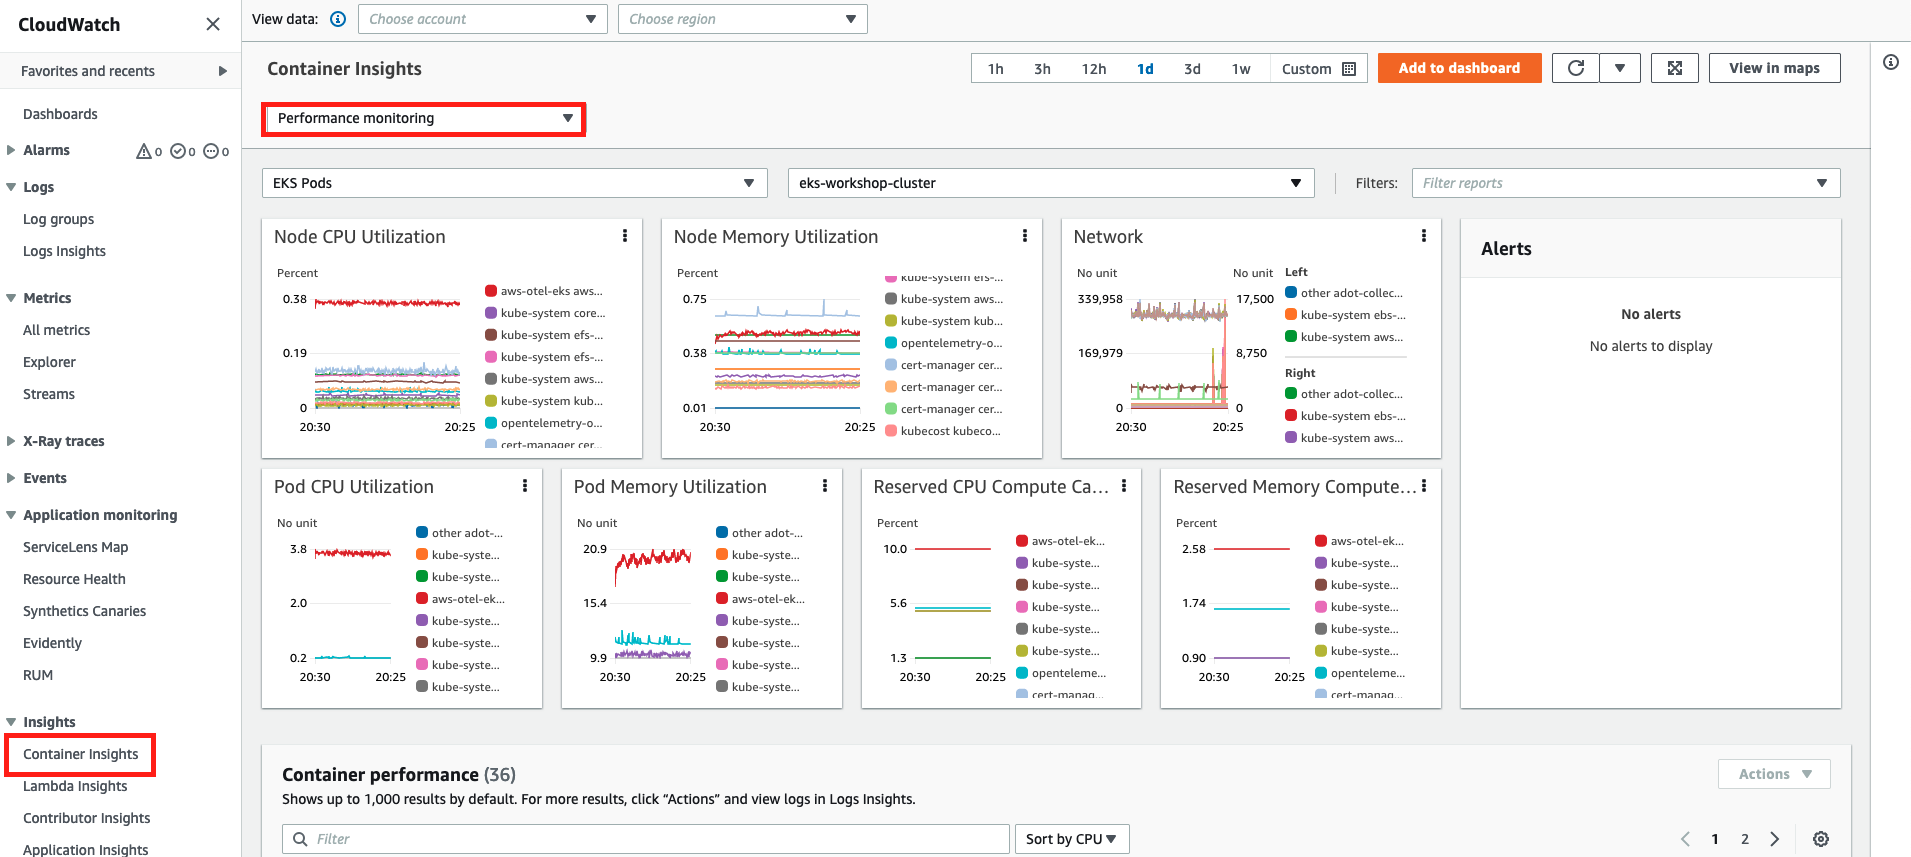 CloudWatch
Favorites and recents
Dashboards
Alarms 0 0 0
Logs
Log groups
Logs Insights
Metrics
All metrics
Explorer
Streams
X-Ray traces
Events
Application monitoring
ServiceLens Map
Resource Health
Synthetics Canaries
Evidently
RUM
Insights
Container Insights
Lambda Insights
Contributor Insights
Application Insights
View data: Choose account Choose region
Container Insights
1h 3h 12h 1d 3d 1w Custom
Add to dashboard
View in maps
Performance monitoring
EKS Pods
eks-workshop-cluster
Filters: Filter reports
Node CPU Utilization
Percent
0.38
0.19
0
20:30 20:25
aws-otel-eks aws...
kube-system core...
kube-system efs-...
kube-system efs-...
kube-system aws...
kube-system kub...
opentelemetry-o...
cert-manager cer...
Node Memory Utilization
Percent
0.75
0.38
0.01
20:30 20:25
kube-system efs-...
kube-system aws...
kube-system kub...
opentelemetry-o...
cert-manager cer...
cert-manager cer...
cert-manager cer...
kubecost kubeco...
Network
No unit No unit
339,958 17,500
169,979 8,750
0 0
20:30 20:25
Left
other adot-collec...
kube-system ebs-...
kube-system aws...
Right
other adot-collec...
kube-system ebs-...
kube-system aws...
Alerts
No alerts
No alerts to display
Pod CPU Utilization
No unit
3.8
2.0
0.2
20:30 20:25
other adot-...
kube-syste...
kube-syste...
aws-otel-ek...
kube-syste...
kube-syste...
kube-syste...
kube-syste...
Pod Memory Utilization
No unit
20.9
15.4
9.9
20:30 20:25
other adot-...
kube-syste...
kube-syste...
aws-otel-ek...
kube-syste...
kube-syste...
kube-syste...
kube-syste...
Reserved CPU Compute Ca...
Percent
10.0
5.6
1.3
20:30 20:25
aws-otel-ek...
kube-syste...
kube-syste...
kube-syste...
kube-syste...
kube-syste...
openteleme...
cert-manag...
Reserved Memory Compute...
Percent
2.58
1.74
0.90
20:30 20:25
aws-otel-ek...
kube-syste...
kube-syste...
kube-syste...
kube-syste...
kube-syste...
openteleme...
cert-manag...
Container performance (36)
Shows up to 1,000 results by default. For more results, click “Actions” and view logs in Logs Insights.
Actions
Filter
Sort by CPU
1 2